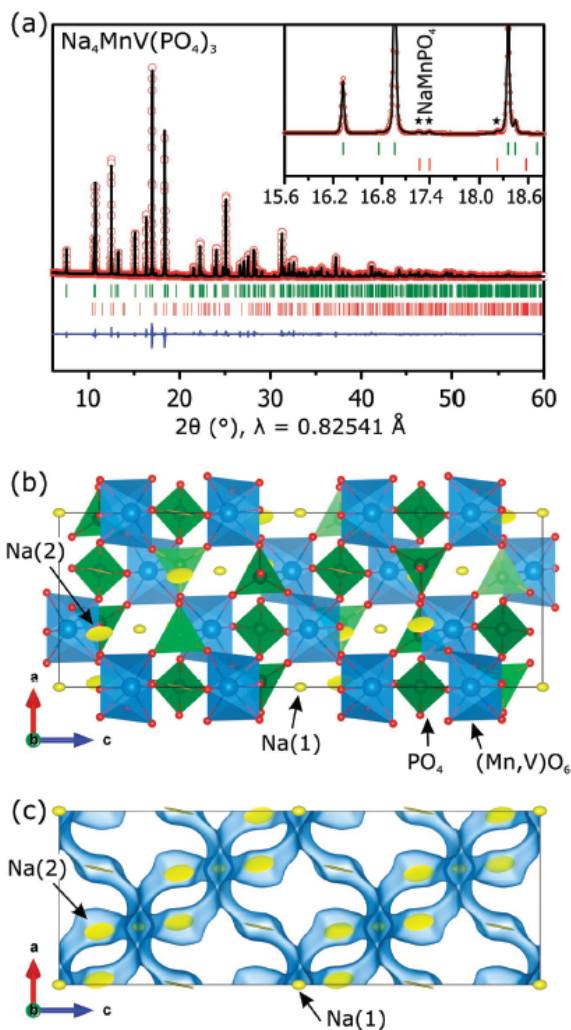 (a)
Na₄MnV(PO₄)₃
★ ★ NaMnPO₄ ★
15.6 16.2 16.8 17.4 18.0 18.6
10 20 30 40 50 60
2θ (°), λ = 0.82541 Å
(b)
Na(2)
a
b c
Na(1)
PO₄
(Mn,V)O₆
(c)
Na(2)
a
b c
Na(1)